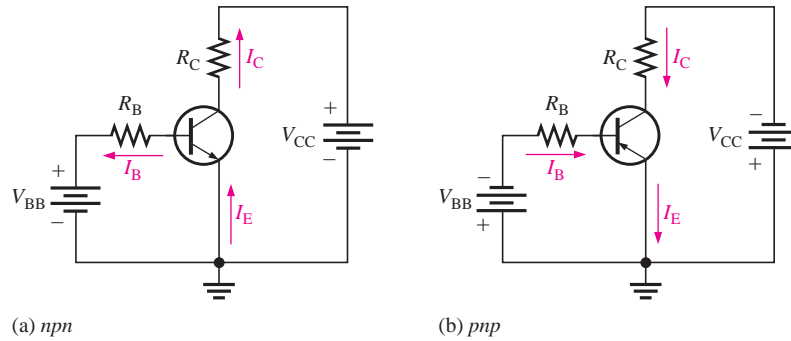 R_C
I_C
R_B
+
+
V_CC
−
I_B
V_BB
−
I_E
(a) npn
R_C
I_C
R_B
−
−
V_CC
+
I_B
V_BB
+
I_E
(b) pnp